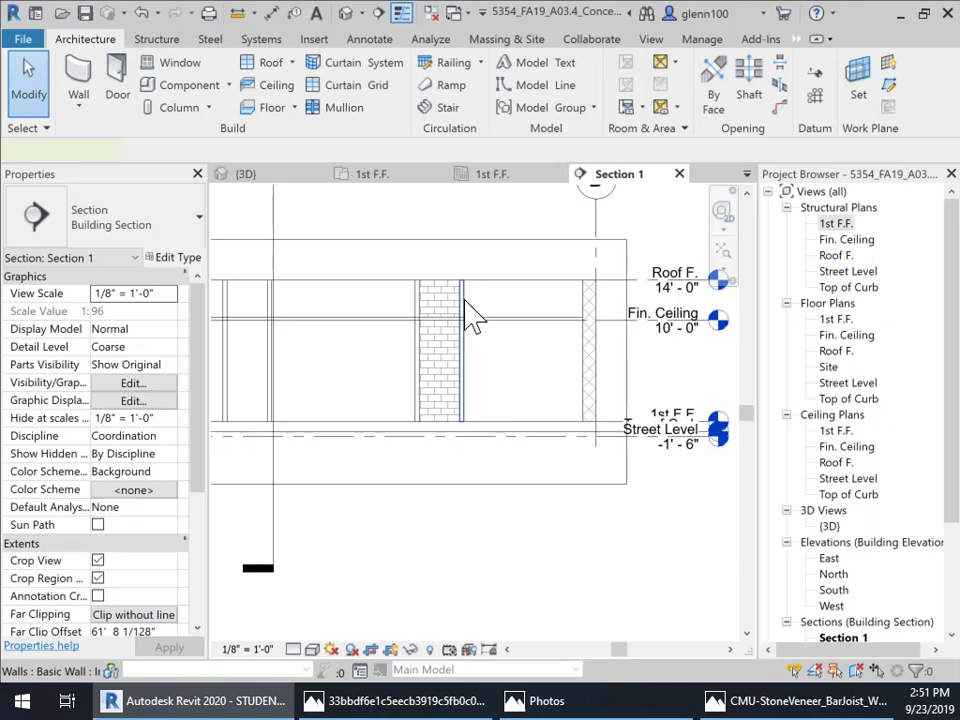 5354_FA19_A03.4_Conce...
glenn100
File
Architecture
Structure
Steel
Systems
Insert
Annotate
Analyze
Massing & Site
Collaborate
View
Manage
Add-Ins
Modify
Wall
Door
Window
Component
Column
Roof
Ceiling
Floor
Curtain System
Curtain Grid
Mullion
Railing
Ramp
Stair
Model Text
Model Line
Model Group
By Face
Shaft
Set
Select
Build
Circulation
Model
Room & Area
Opening
Datum
Work Plane
Properties
{3D}
1st F.F.
1st F.F.
Section 1
Project Browser - 5354_FA19_A03....
Section
Building Section
Section: Section 1
Edit Type
Graphics
View Scale 1/8" = 1'-0"
Scale Value 1: 96
Display Model Normal
Detail Level Coarse
Parts Visibility Show Original
Visibility/Grap... Edit...
Graphic Displa... Edit...
Hide at scales ... 1/8" = 1'-0"
Discipline Coordination
Show Hidden ... By Discipline
Color Scheme... Background
Color Scheme <none>
Default Analys... None
Sun Path
Extents
Crop View
Crop Region ...
Annotation Cr...
Far Clipping Clip without line
Far Clip Offset 61' 8 1/128"
Properties help
Apply
Roof F.
14' - 0"
Fin. Ceiling
10' - 0"
1st F.F.
Street Level
-1' - 6"
2D
Views (all)
Structural Plans
1st F.F.
Fin. Ceiling
Roof F.
Street Level
Floor Plans
1st F.F.
Fin. Ceiling
Roof F.
Site
Street Level
Top of Curb
Ceiling Plans
1st F.F.
Fin. Ceiling
Roof F.
Street Level
Top of Curb
3D Views
{3D}
Elevations (Building Elevation
East
North
South
West
Sections (Building Section)
Section 1
1/8" = 1'-0"
Walls : Basic Wall : Ir
:0
Main Model
:0
Autodesk Revit 2020 - STUDEN...
33bbdf6e1c5eecb3919c5fb0c0...
Photos
CMU-StoneVeneer_BarJoist_W...
2:51 PM
9/23/2019